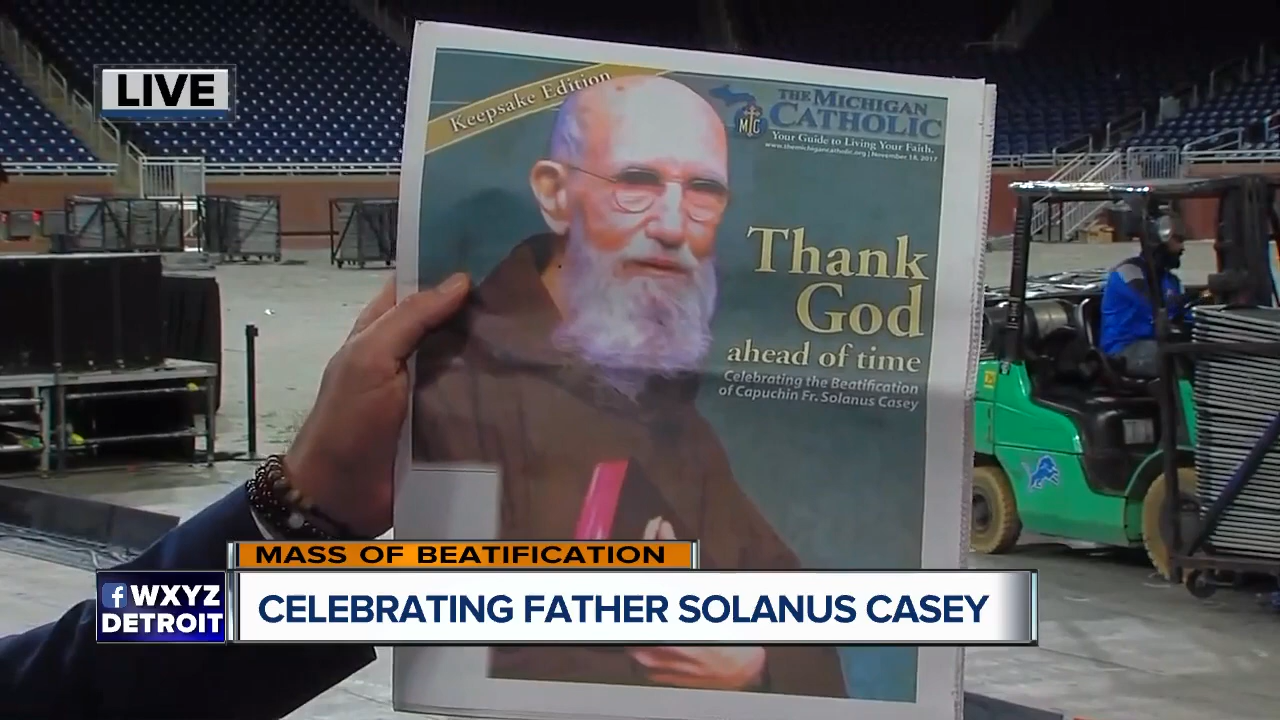 LIVE
Keepsake Edition
THE MICHIGAN
CATHOLIC
MTC
Your Guide to Living Your Faith.
www.themichigancatholic.org | November 18, 2017
Thank
God
ahead of time
Celebrating the Beatification
of Capuchin Fr. Solanus Casey
MASS OF BEATIFICATION
f WXYZ
DETROIT
CELEBRATING FATHER SOLANUS CASEY